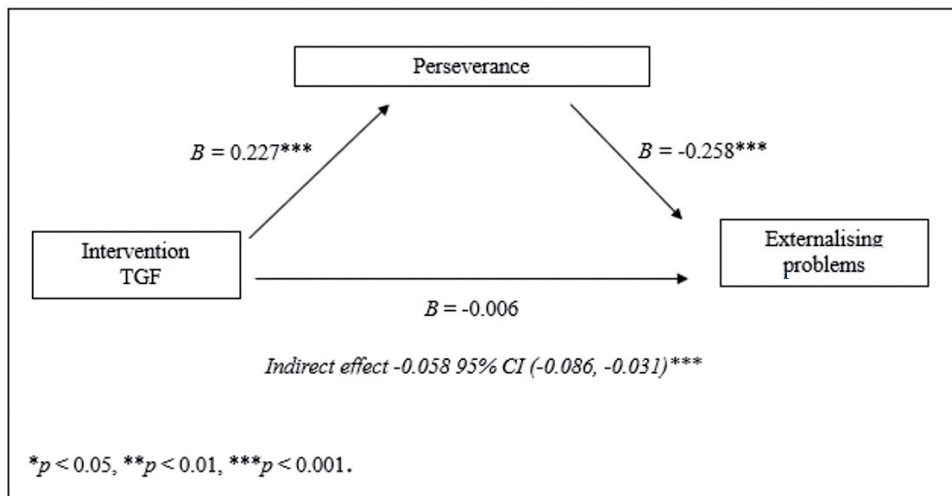 Perseverance
B = 0.227***
B = -0.258***
Intervention
TGF
Externalising
problems
B = -0.006
Indirect effect -0.058 95% CI (-0.086, -0.031)***
*p < 0.05, **p < 0.01, ***p < 0.001.